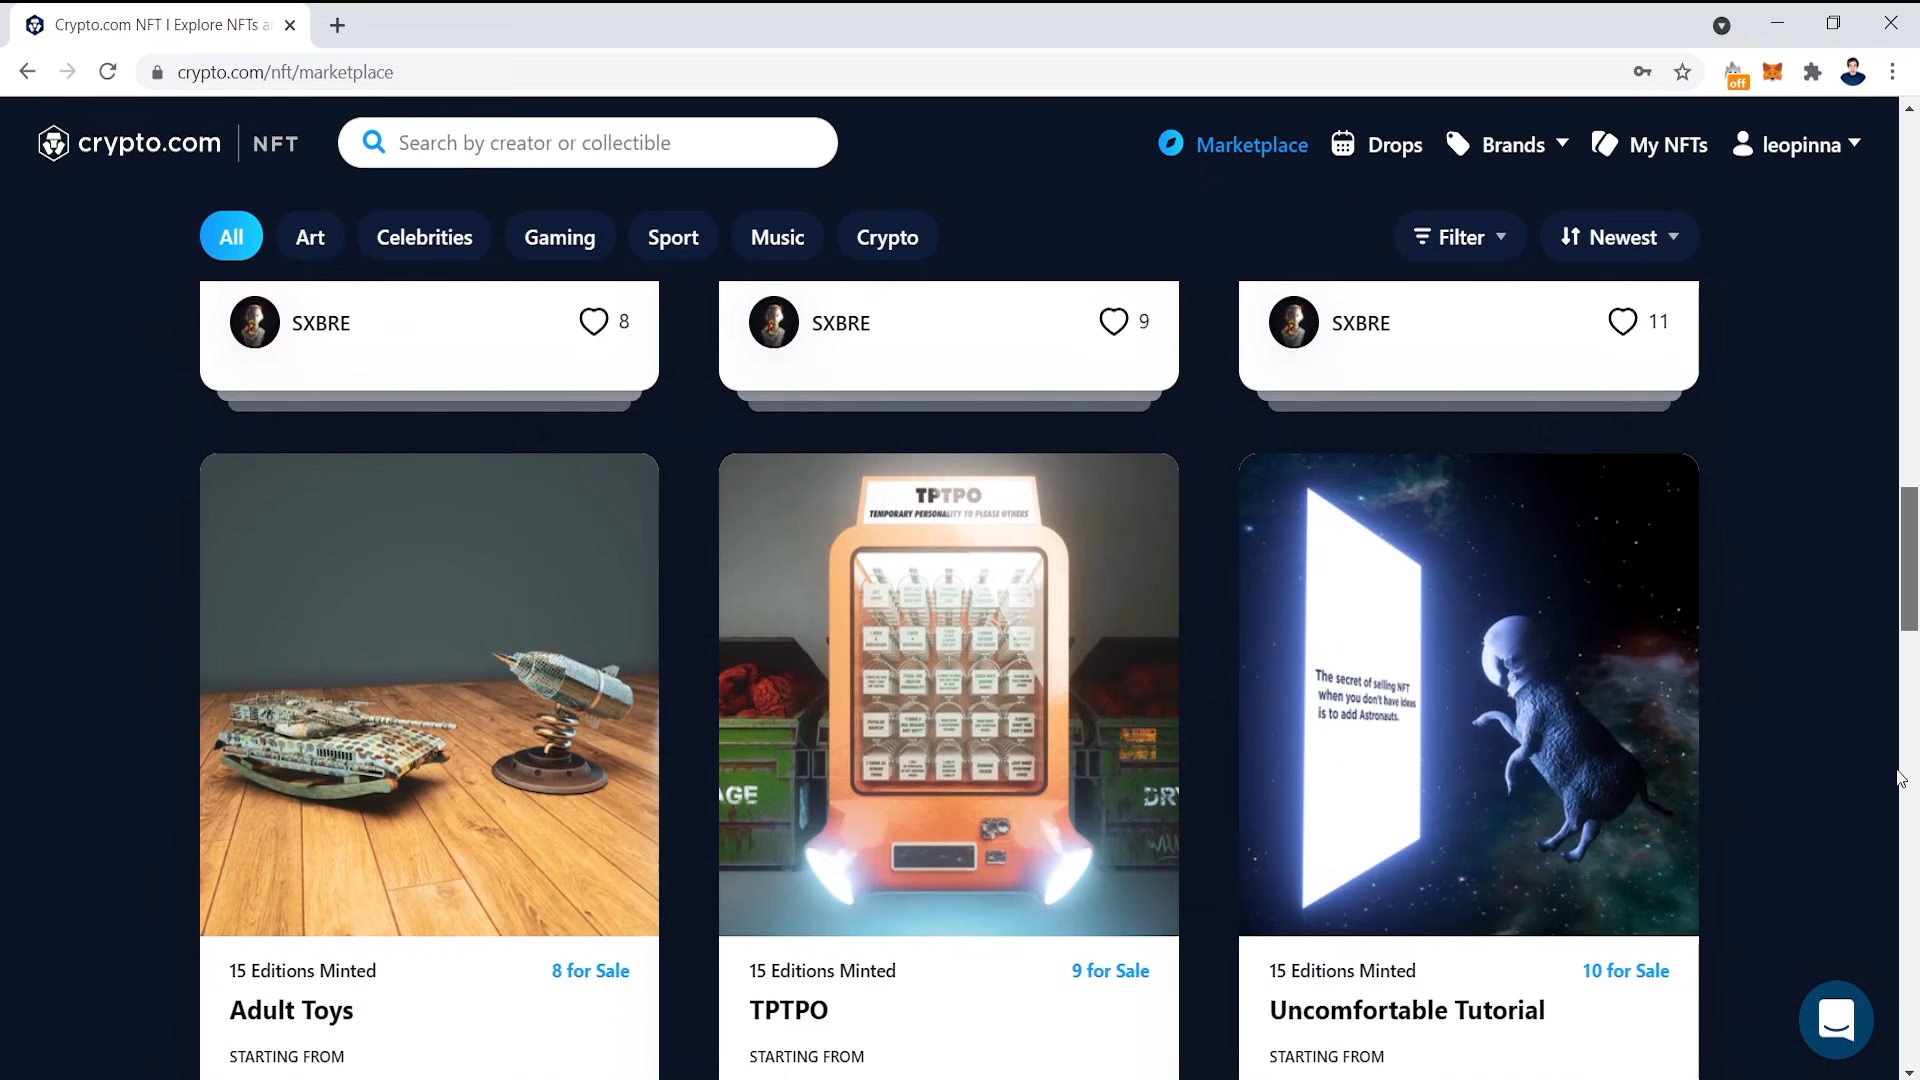 Crypto.com NFT I Explore NFTs a
crypto.com/nft/marketplace
off
crypto.com NFT
Search by creator or collectible
Marketplace
Drops
Brands
My NFTs
leopinna
All
Art
Celebrities
Gaming
Sport
Music
Crypto
Filter
Newest
SXBRE
8
SXBRE
9
SXBRE
11
TPTPO
TEMPORARY PERSONALITY TO PLEASE OTHERS
AGE
DRY
The secret of selling NFT
when you don't have ideas
is to add Astronauts.
15 Editions Minted
8 for Sale
Adult Toys
STARTING FROM
15 Editions Minted
9 for Sale
TPTPO
STARTING FROM
15 Editions Minted
10 for Sale
Uncomfortable Tutorial
STARTING FROM